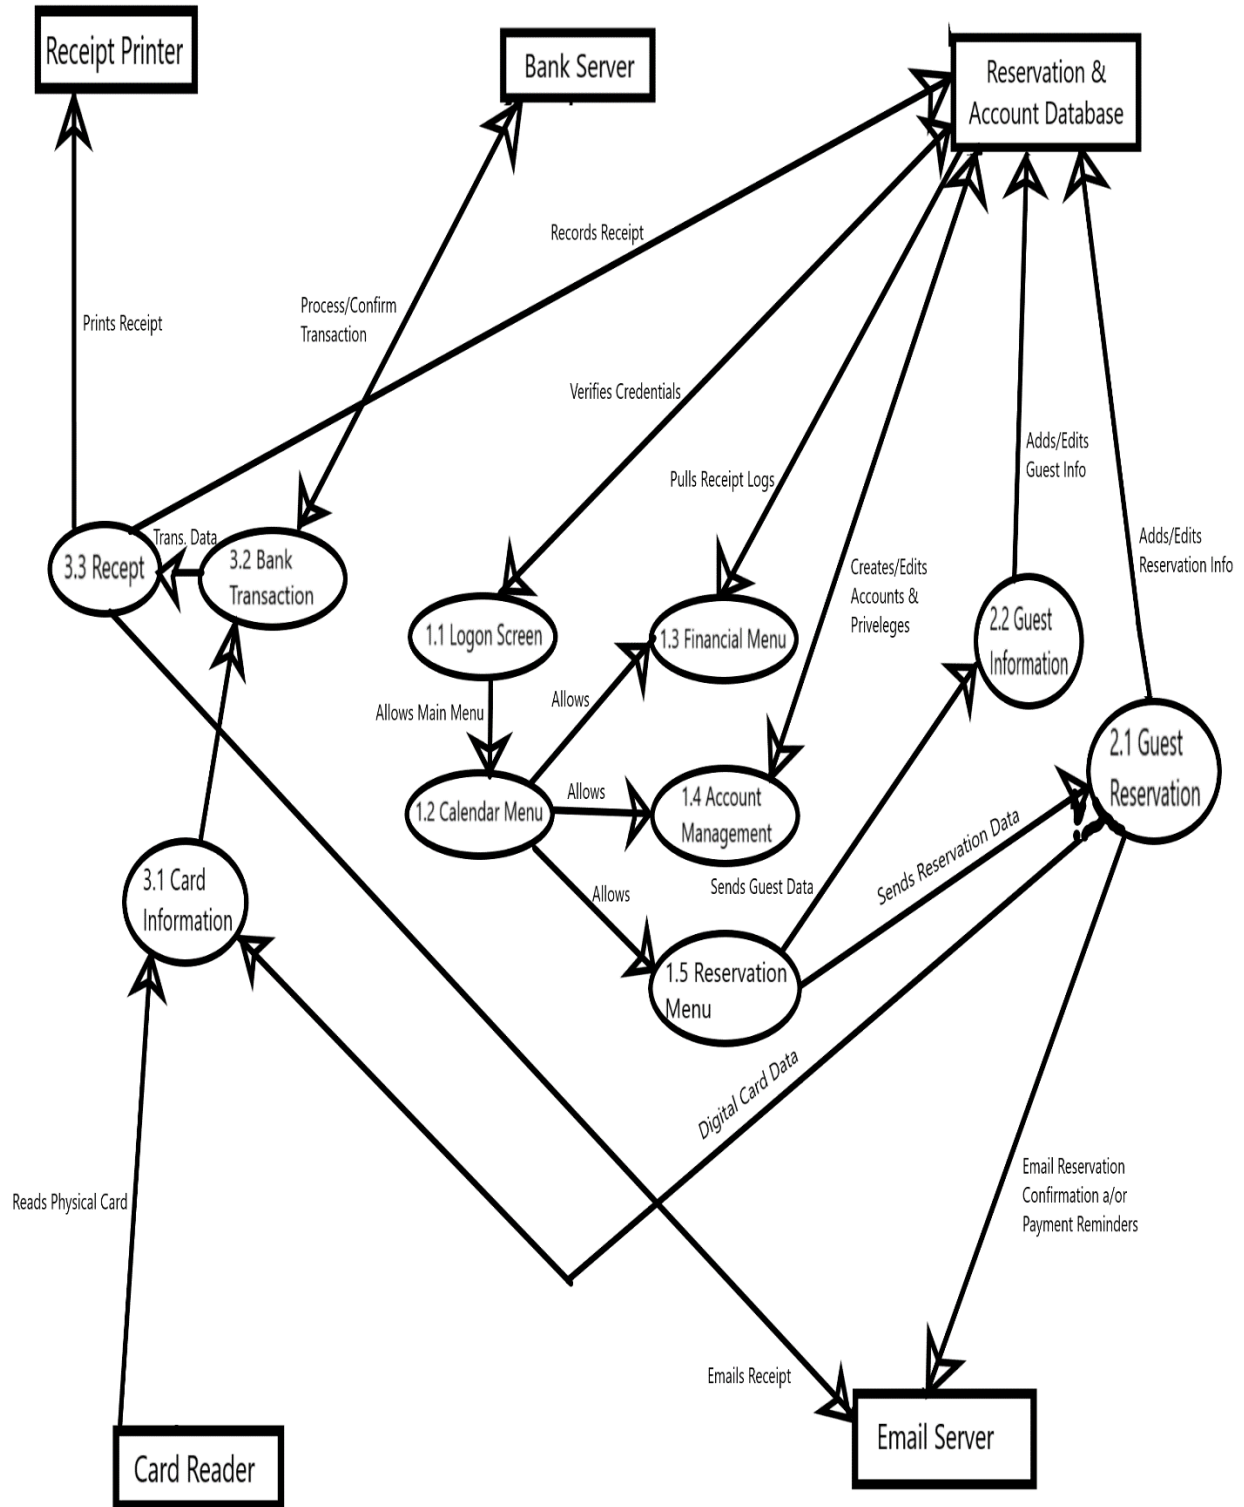 Receipt Printer
Bank Server
Reservation &
Account Database
Records Receipt
Process/Confirm
Transaction
Prints Receipt
Verifies Credentials
Pulls Receipt Logs
Adds/Edits
Guest Info
Adds/Edits
Reservation Info
Trans. Data
3.3 Recept
3.2 Bank
Transaction
Creates/Edits
Accounts &
Priveleges
1.1 Logon Screen
1.3 Financial Menu
2.2 Guest
Information
Allows Main Menu
Allows
2.1 Guest
Reservation
1.2 Calendar Menu
Allows
1.4 Account
Management
Sends Reservation Data
Sends Guest Data
Allows
3.1 Card
Information
1.5 Reservation
Menu
Digital Card Data
Reads Physical Card
Email Reservation
Confirmation a/or
Payment Reminders
Emails Receipt
Email Server
Card Reader